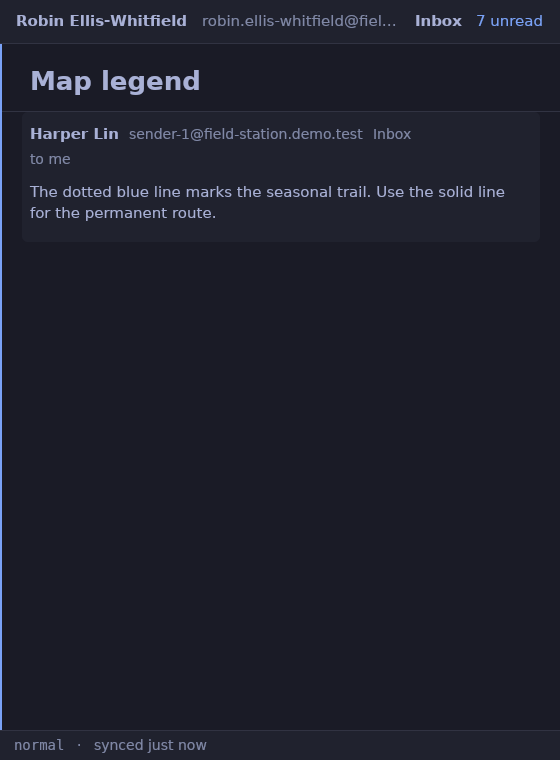 Robin Ellis-Whitfield robin.ellis-whitfield@fiel... Inbox 7 unread
Map legend
Harper Lin sender-1@field-station.demo.test Inbox
to me
The dotted blue line marks the seasonal trail. Use the solid line
for the permanent route.
normal · synced just now